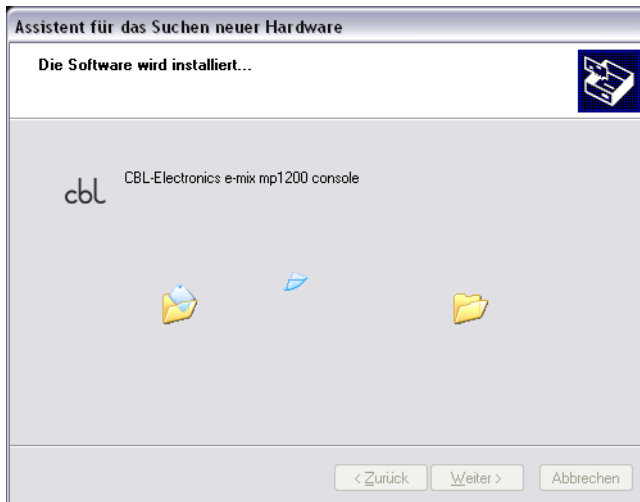 Assistent für das Suchen neuer Hardware
Die Software wird installiert...
cbl
CBL-Electronics e-mix mp1200 console
< Zurück
Weiter >
Abbrechen